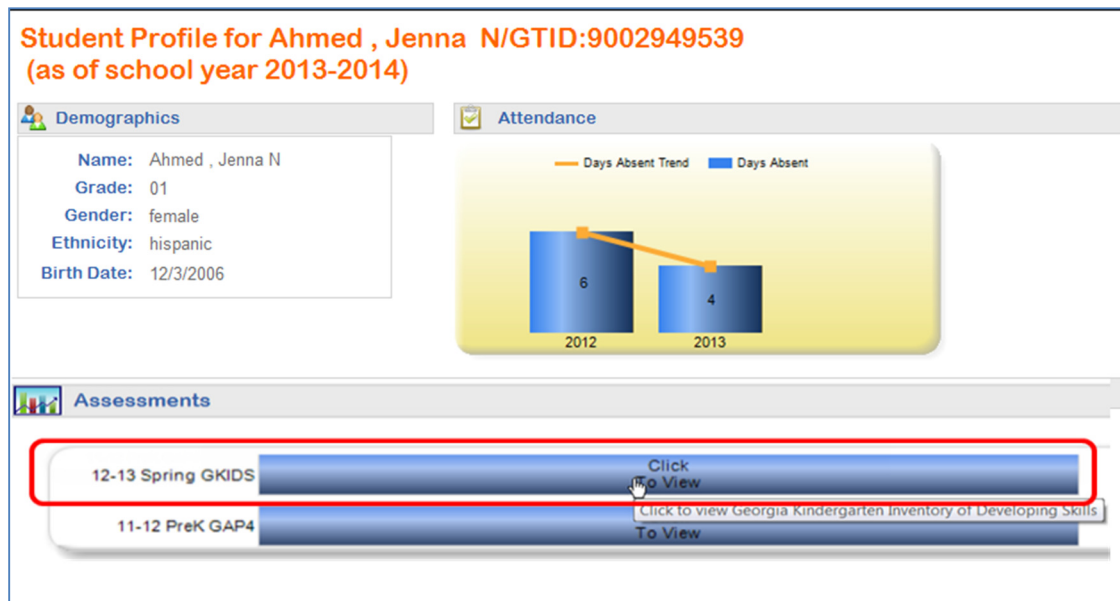 Student Profile for Ahmed , Jenna N/GTID:9002949539
(as of school year 2013-2014)
Demographics
Name: Ahmed , Jenna N
Grade: 01
Gender: female
Ethnicity: hispanic
Birth Date: 12/3/2006
Attendance
Days Absent Trend Days Absent
6
4
2012 2013
Assessments
12-13 Spring GKIDS
Click
To View
Click to view Georgia Kindergarten Inventory of Developing Skills
11-12 PreK GAP4
To View